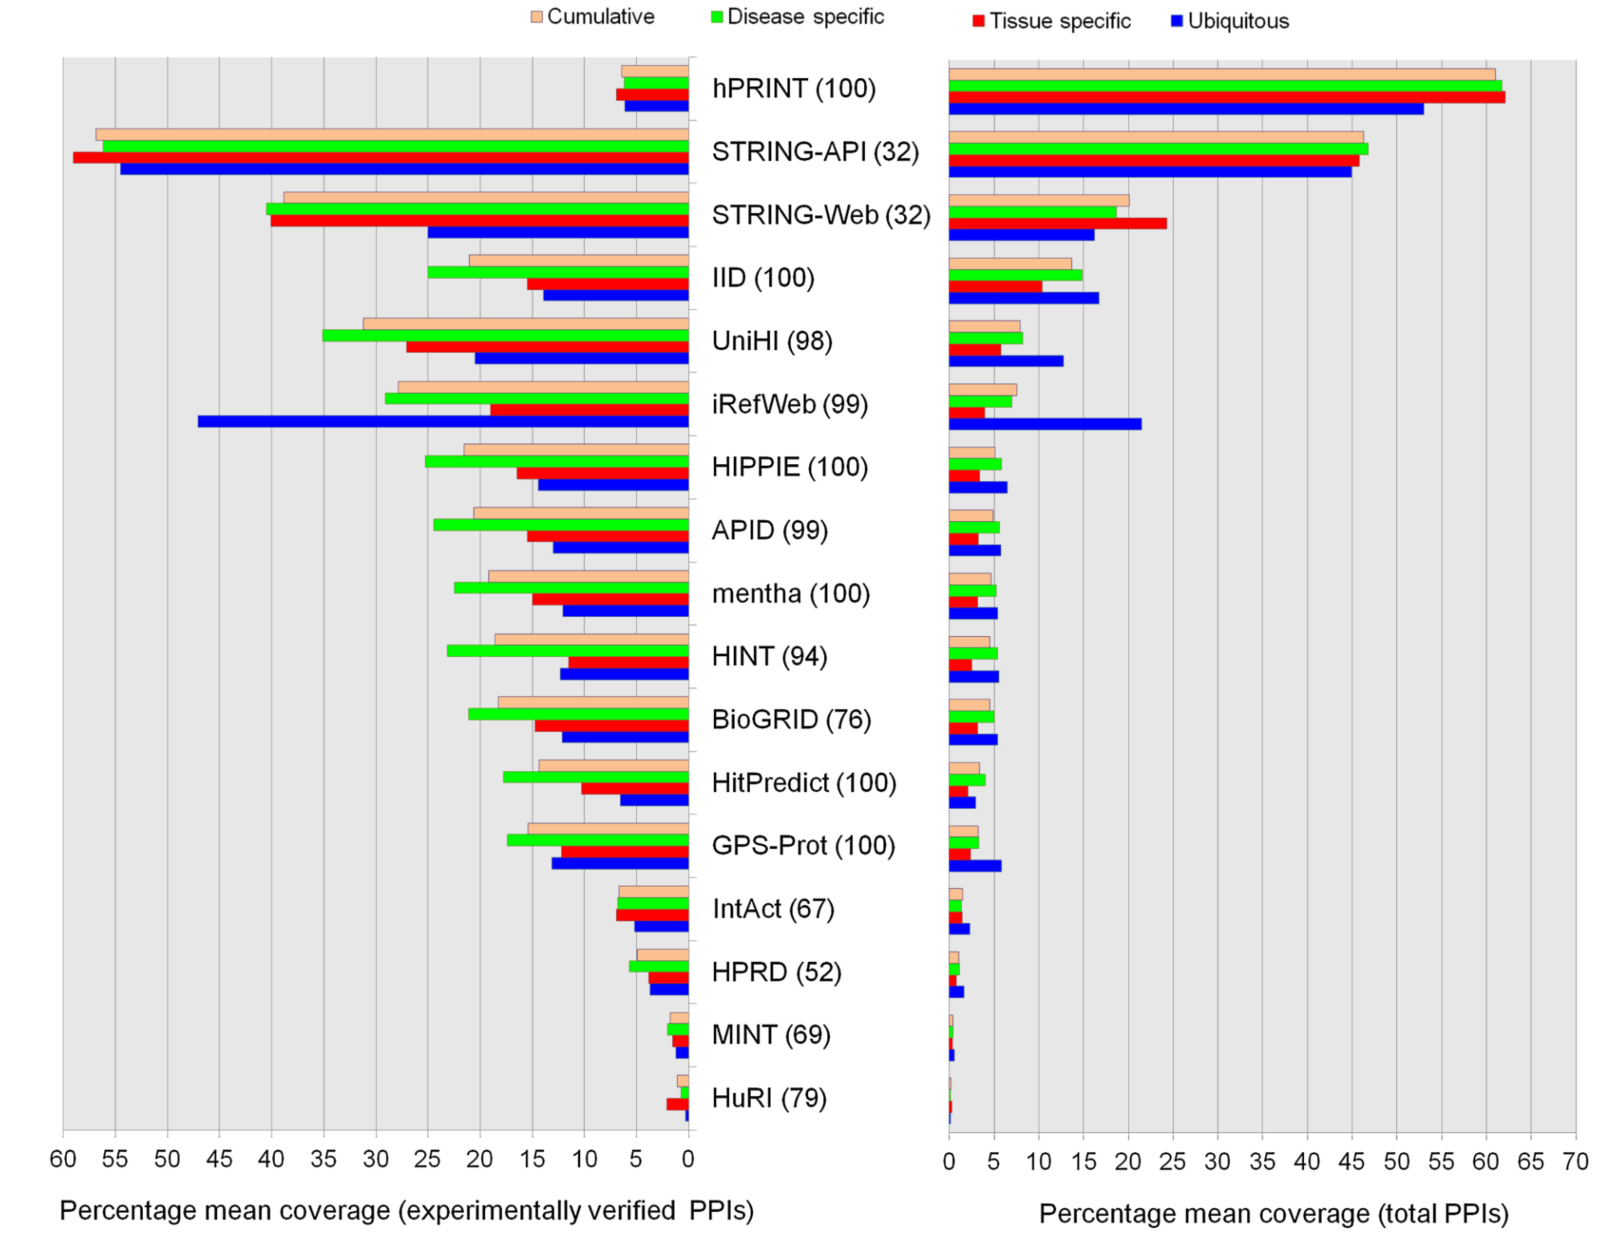 Cumulative Disease specific Tissue specific Ubiquitous
hPRINT (100)
STRING-API (32)
STRING-Web (32)
IID (100)
UniHI (98)
iRefWeb (99)
HIPPIE (100)
APID (99)
mentha (100)
HINT (94)
BioGRID (76)
HitPredict (100)
GPS-Prot (100)
IntAct (67)
HPRD (52)
MINT (69)
HuRI (79)
60 55 50 45 40 35 30 25 20 15 10 5 0
0 5 10 15 20 25 30 35 40 45 50 55 60 65 70
Percentage mean coverage (experimentally verified PPIs)
Percentage mean coverage (total PPIs)